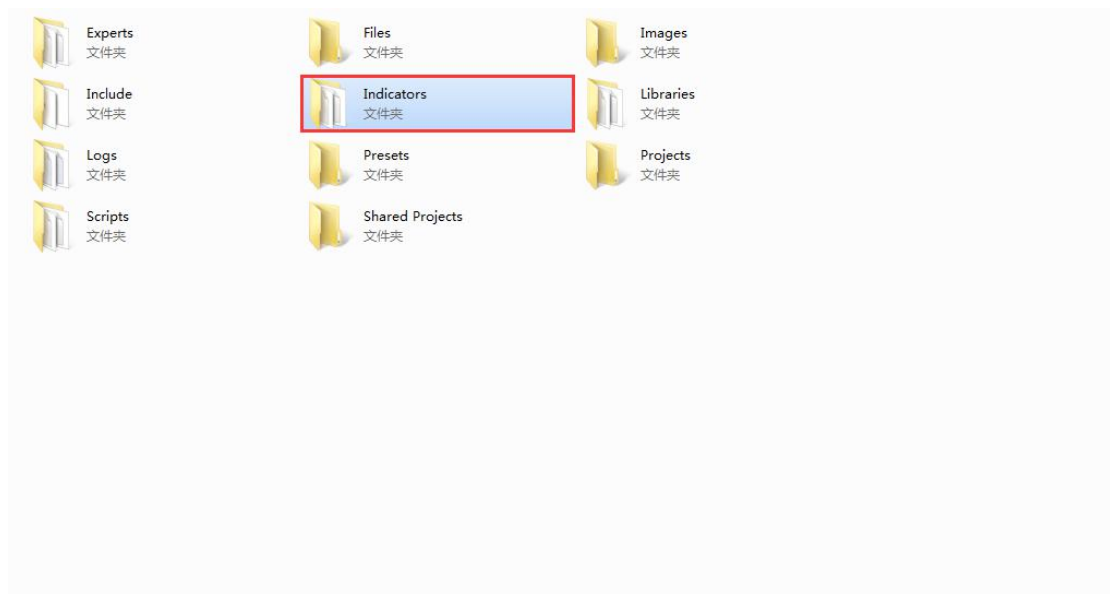 Experts
文件夹
Files
文件夹
Images
文件夹
Include
文件夹
Indicators
文件夹
Libraries
文件夹
Logs
文件夹
Presets
文件夹
Projects
文件夹
Scripts
文件夹
Shared Projects
文件夹